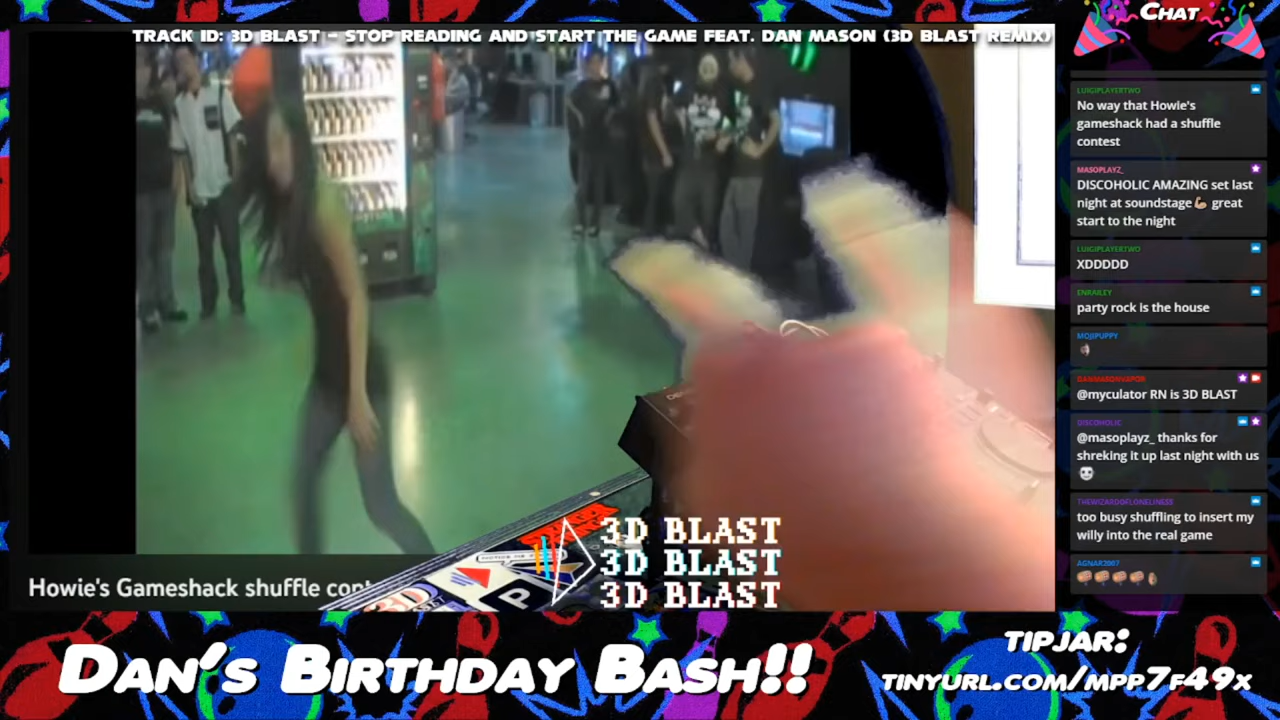 TRACK ID: 3D BLAST - STOP READING AND START THE GAME FEAT. DAN MASON (3D BLAST REMIX)
CHAT
LUIGIPLAYERTWO
No way that Howie's
gameshack had a shuffle
contest
MASOPLAYZ_
DISCOHOLIC AMAZING set last
night at soundstage💪 great
start to the night
LUIGIPLAYERTWO
XDDDDD
ENRAILEY
party rock is the house
MOJIPUPPY
DANMASONVAPOR
@myculator RN is 3D BLAST
DISCOHOLIC
@masoplayz_ thanks for
shreking it up last night with us
THEWIZARDOFLONELINESS
too busy shuffling to insert my
willy into the real game
AGNAR2007
3D BLAST
3D BLAST
3D BLAST
P
Howie's Gameshack shuffle con
DAN'S BIRTHDAY BASH!!
TIPJAR:
TINYURL.COM/MPP7F49X